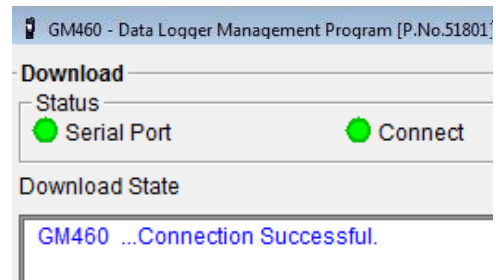 GM460 - Data Logger Management Program [P.No.51801]
Download
Status
Serial Port Connect
Download State
GM460 ...Connection Successful.